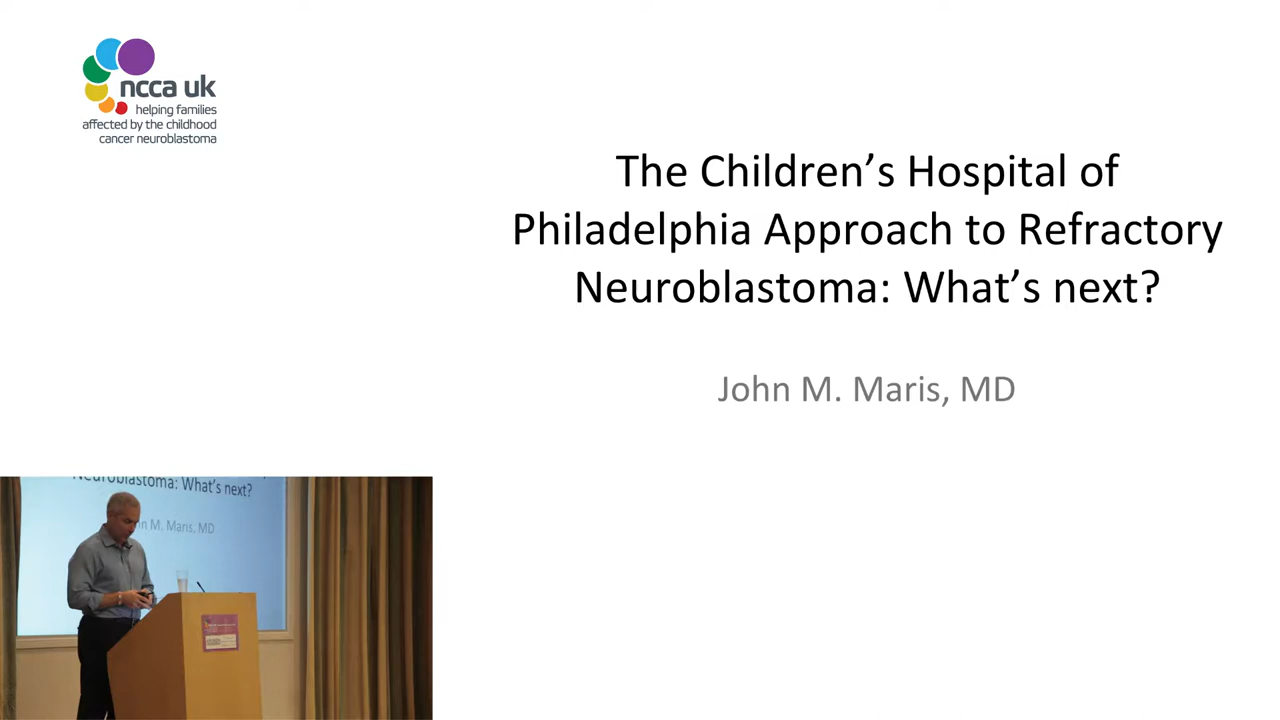 ncca uk
helping families
affected by the childhood
cancer neuroblastoma
The Children's Hospital of
Philadelphia Approach to Refractory
Neuroblastoma: What's next?
John M. Maris, MD
Neuroblastoma: What's next?
n M. Maris, MD